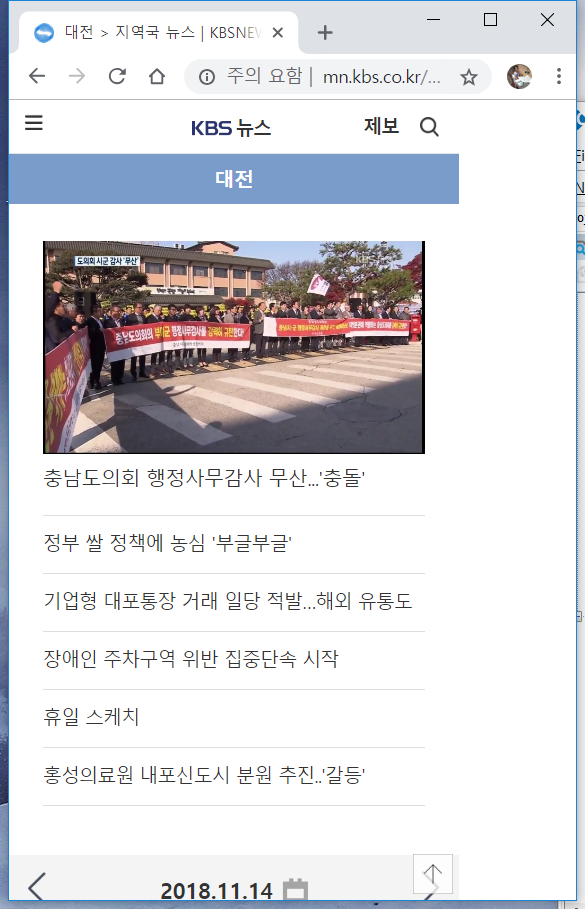 대전 > 지역국 뉴스 | KBSNEW
주의 요함 | mn.kbs.co.kr/...
KBS 뉴스
제보
대전
도의회 시군 감사 '무산'
충남도의회의 부여군 행정사무감사를 강력히 규탄한다!
충남도의회 행정사무감사 무산...'충돌'
정부 쌀 정책에 농심 '부글부글'
기업형 대포통장 거래 일당 적발...해외 유통도
장애인 주차구역 위반 집중단속 시작
휴일 스케치
홍성의료원 내포신도시 분원 추진..'갈등'
2018.11.14